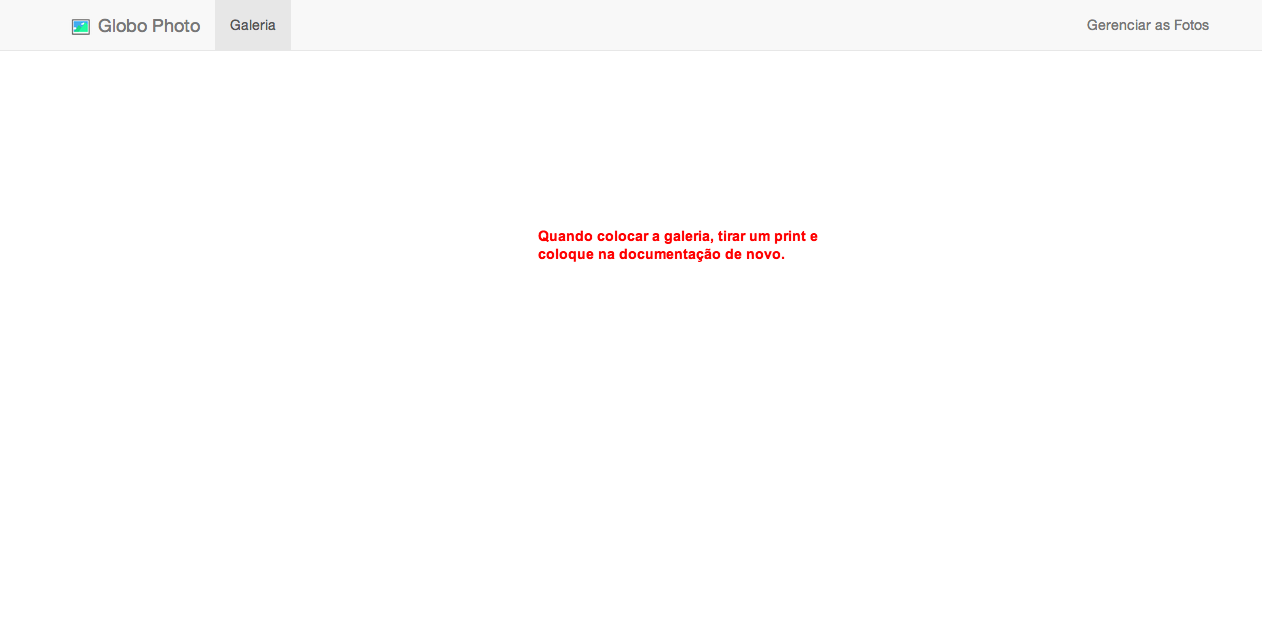 Globo Photo
Galeria
Gerenciar as Fotos
Quando colocar a galeria, tirar um print e
coloque na documentação de novo.